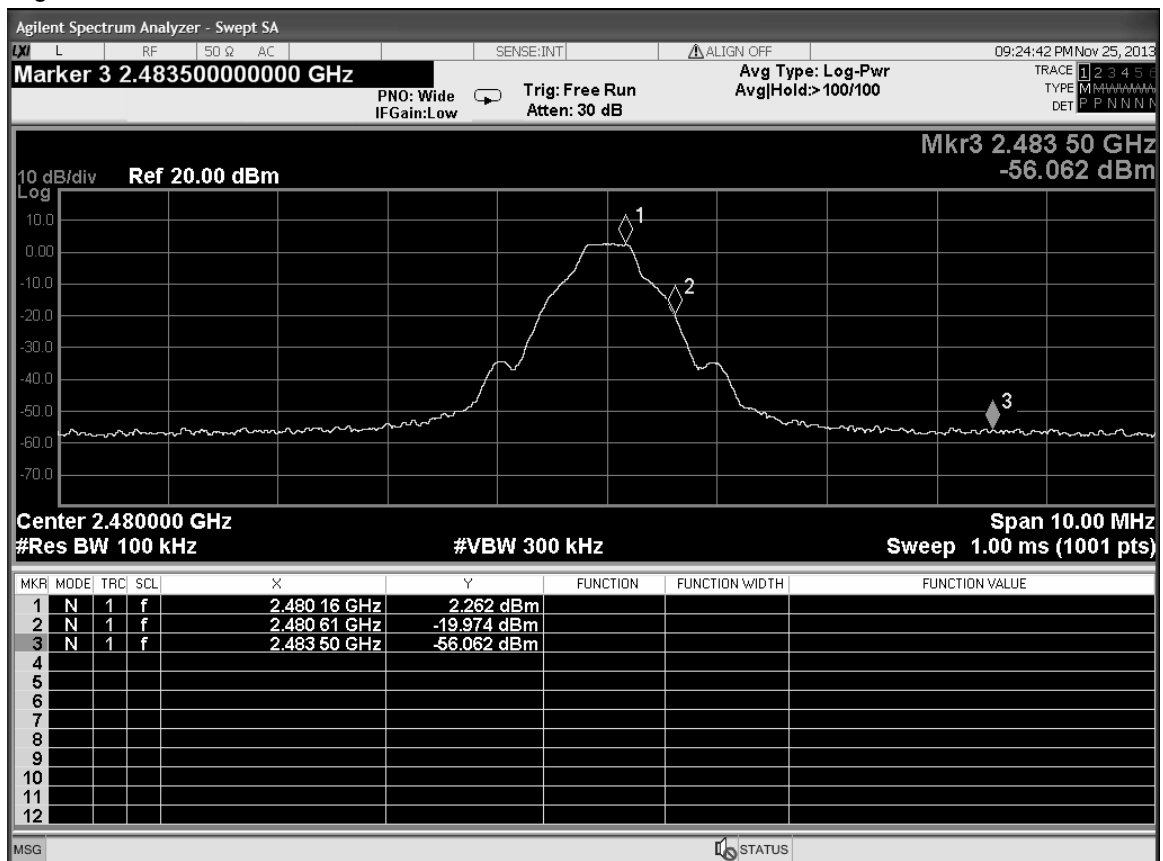 Agilent Spectrum Analyzer - Swept SA
LXI L RF 50 Ω AC SENSE:INT ALIGN OFF 09:24:42 PM Nov 25, 2013
Marker 3 2.483500000000 GHz
PNO: Wide
IFGain:Low
Trig: Free Run
Atten: 30 dB
Avg Type: Log-Pwr
Avg|Hold:>100/100
TRACE 1 2 3 4 5 6
TYPE M
DET P P N N N N
Mkr3 2.483 50 GHz
-56.062 dBm
10 dB/div Ref 20.00 dBm
Log
10.0
0.00
-10.0
-20.0
-30.0
-40.0
-50.0
-60.0
-70.0
1
2
3
Center 2.480000 GHz Span 10.00 MHz
#Res BW 100 kHz #VBW 300 kHz Sweep 1.00 ms (1001 pts)
MKR MODE TRC SCL X Y FUNCTION FUNCTION WIDTH FUNCTION VALUE
1 N 1 f 2.480 16 GHz 2.262 dBm
2 N 1 f 2.480 61 GHz -19.974 dBm
3 N 1 f 2.483 50 GHz -56.062 dBm
4
5
6
7
8
9
10
11
12
MSG STATUS